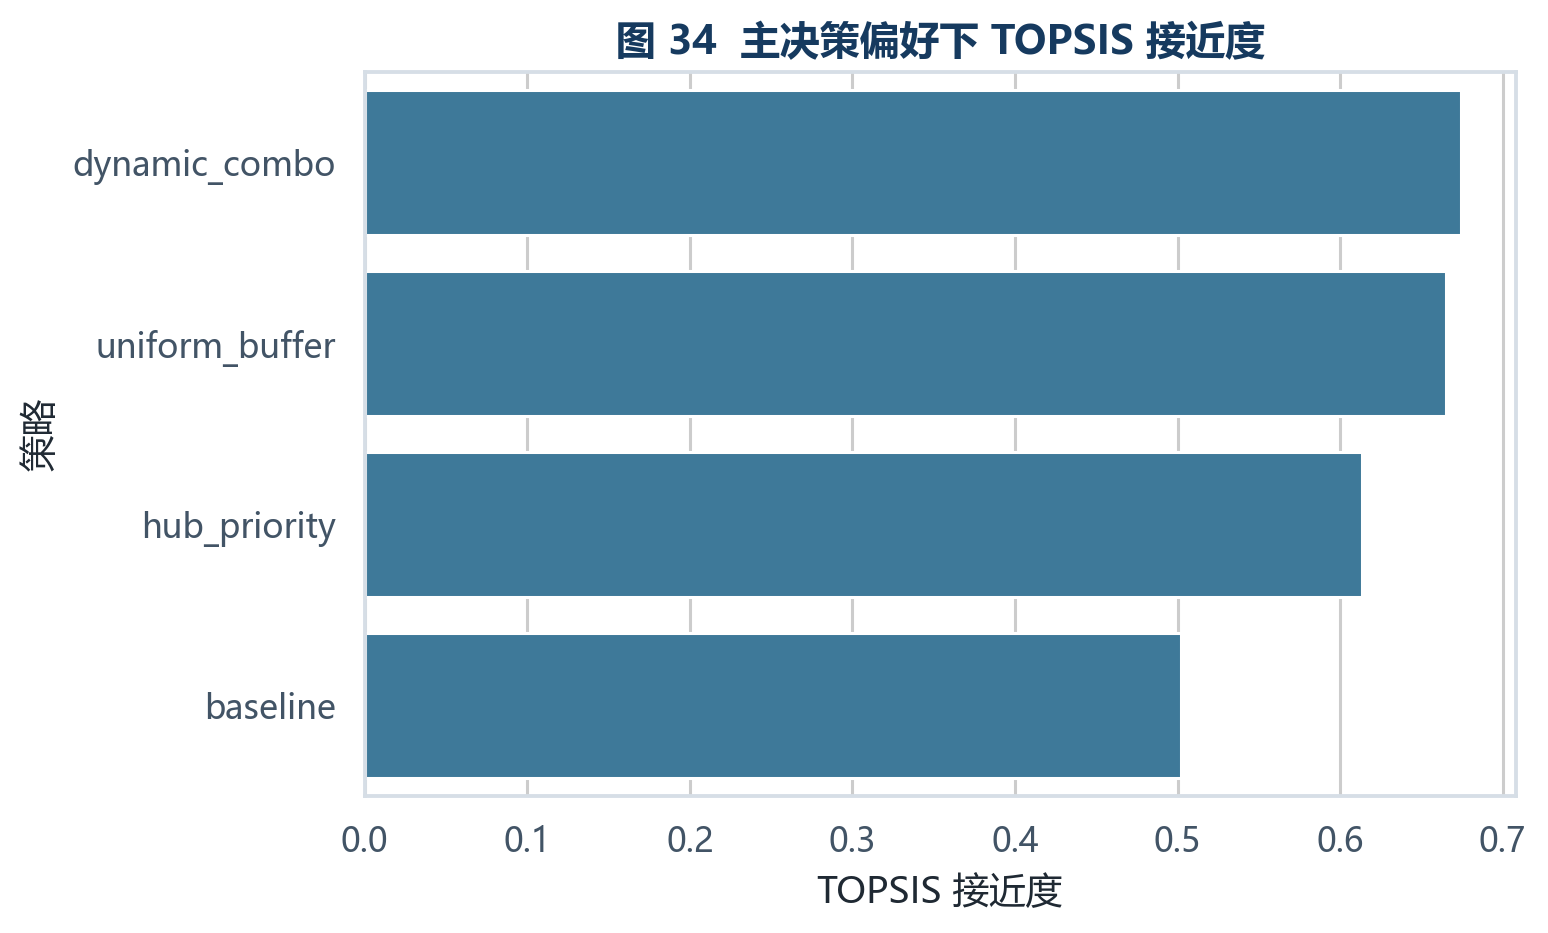 图 34 主决策偏好下 TOPSIS 接近度
策略
dynamic_combo
uniform_buffer
hub_priority
baseline
0.0 0.1 0.2 0.3 0.4 0.5 0.6 0.7
TOPSIS 接近度